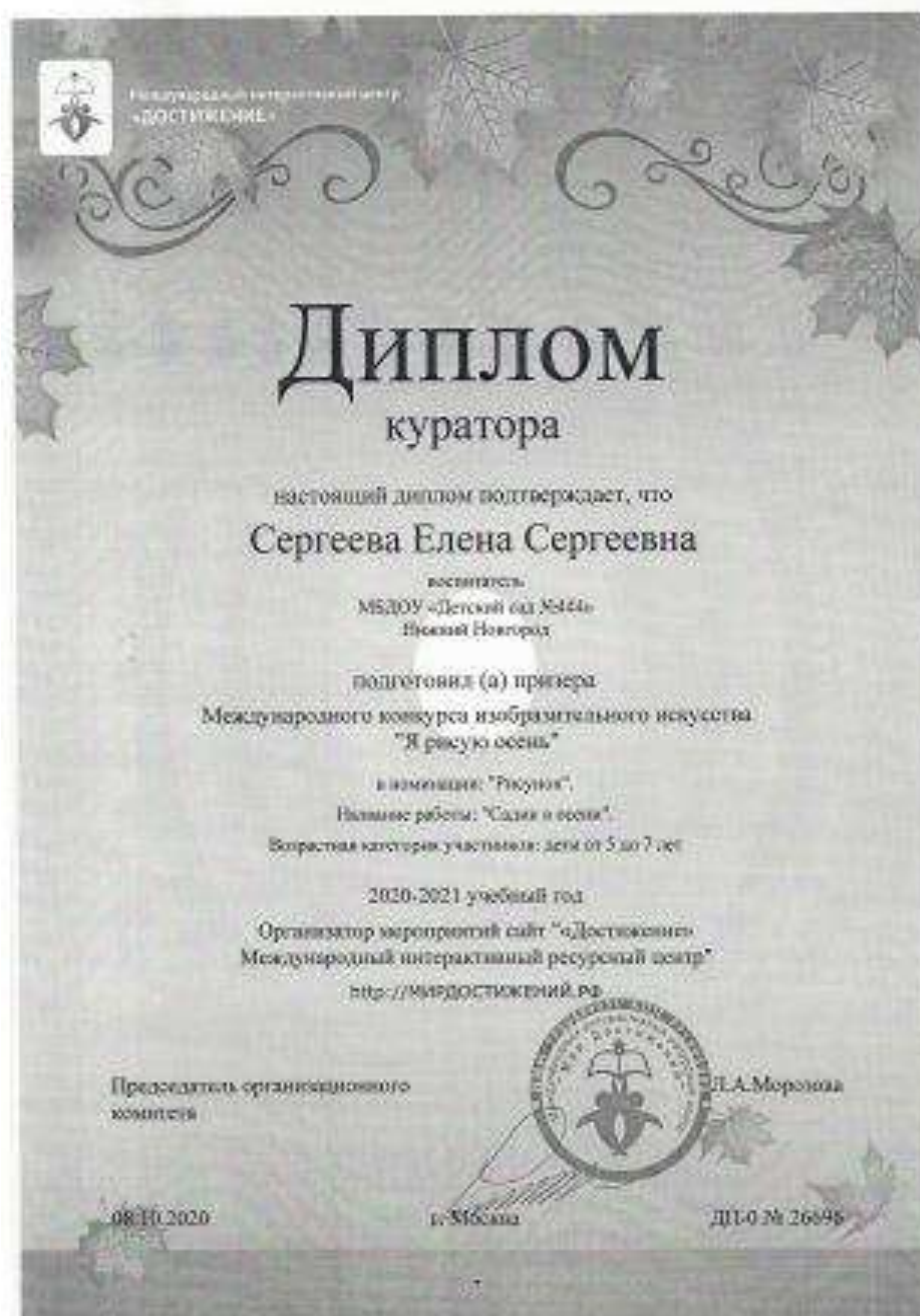 Международный интерактивный центр
«ДОСТИЖЕНИЕ»
Диплом
куратора
настоящий диплом подтверждает, что
Сергеева Елена Сергеевна
воспитатель
МБДОУ «Детский сад №444»
Нижний Новгород
подготовил (а) призера
Международного конкурса изобразительного искусства
"Я рисую осень"
в номинации: "Рисунок".
Название работы: "Садик в осени".
Возрастная категория участников: дети от 5 до 7 лет
2020-2021 учебный год
Организатор мероприятий сайт "«Достижение»
Международный интерактивный ресурсный центр"
http://МИРДОСТИЖЕНИЙ.РФ
Председатель организационного
комитета
Л.А.Морозова
08.10.2020
г. Москва
ДП-0 № 26696